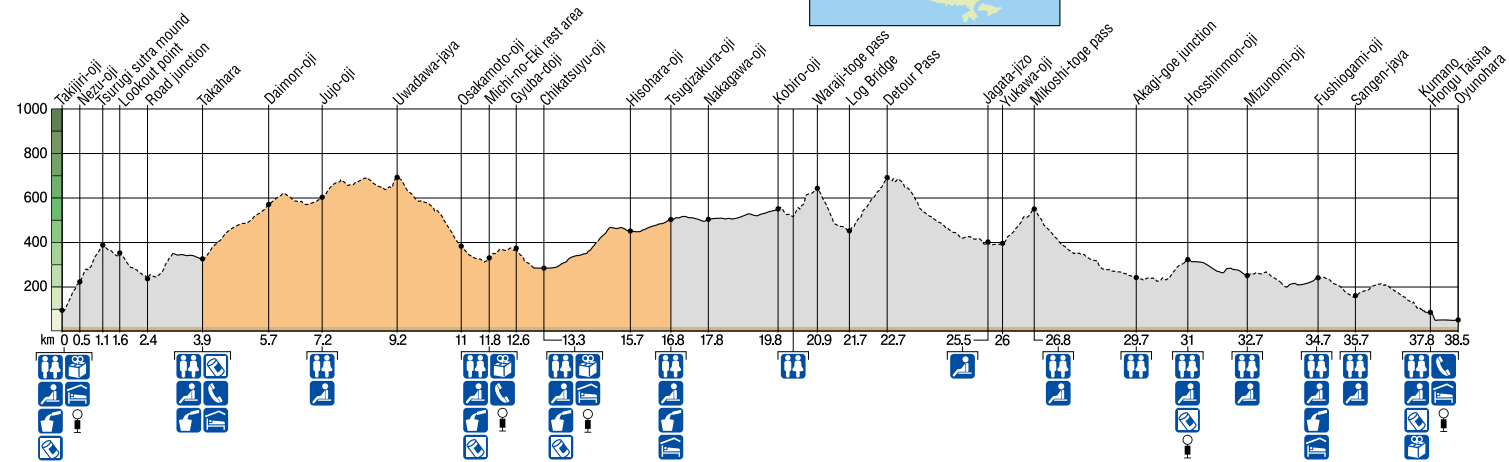 Takijiri-oji
Nezu-oji
Tsurugi sutra mound
Lookout point
Road junction
Takahara
Daimon-oji
Jujo-oji
Uwadawa-jaya
Osakamoto-oji
Michi-no-Eki rest area
Gyuba-doji
Chikatsuyu-oji
Hisohara-oji
Tsugizakura-oji
Nakagawa-oji
Kobiro-oji
Waraji-toge pass
Log Bridge
Detour Pass
Jagata-jizo
Yukawa-oji
Mikoshi-toge pass
Akagi-goe junction
Hosshinmon-oji
Mizunomi-oji
Fushiogami-oji
Sangen-jaya
Kumano
Hongu Taisha
Oyunohara
1000
800
600
400
200
km 0 0.5 1.1 1.6 2.4 3.9 5.7 7.2 9.2 11 11.8 12.6 13.3 15.7 16.8 17.8 19.8 20.9 21.7 22.7 25.5 26 26.8 29.7 31 32.7 34.7 35.7 37.8 38.5